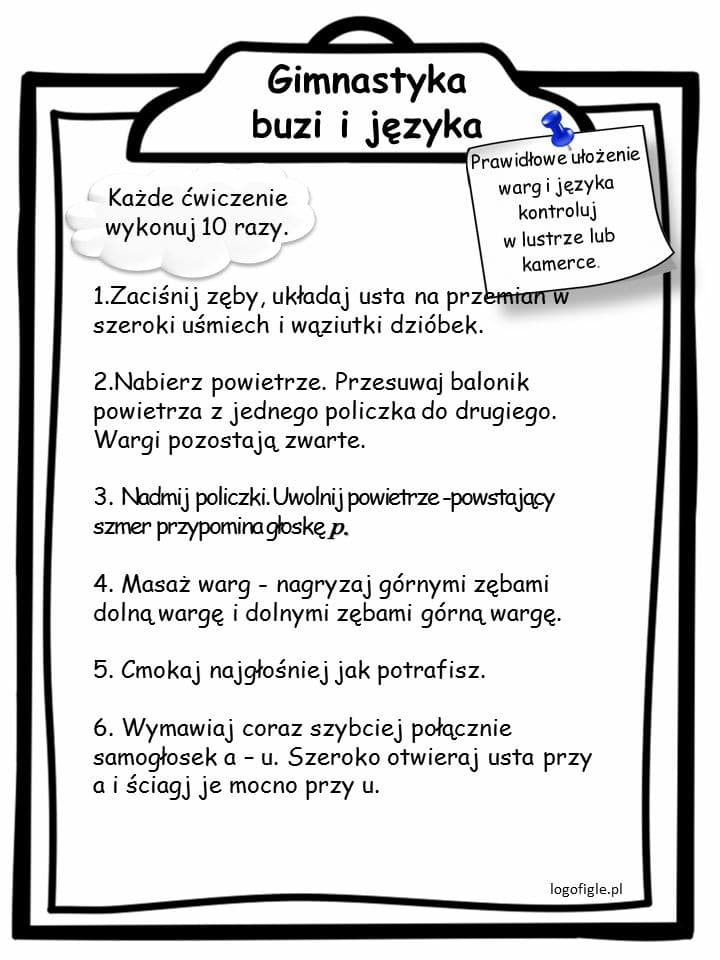 Gimnastyka
buzi i języka
Prawidłowe ułożenie
warg i języka
kontroluj
w lustrze lub
kamerce.
Każde ćwiczenie
wykonuj 10 razy.
1.Zaciśnij zęby, układaj usta na przemian w
szeroki uśmiech i wąziutki dzióbek.
2.Nabierz powietrze. Przesuwaj balonik
powietrza z jednego policzka do drugiego.
Wargi pozostają zwarte.
3. Nadmij policzki. Uwolnij powietrze -powstający
szmer przypomina głoskę p.
4. Masaż warg - nagryzaj górnymi zębami
dolną wargę i dolnymi zębami górną wargę.
5. Cmokaj najgłośniej jak potrafisz.
6. Wymawiaj coraz szybciej połącznie
samogłosek a – u. Szeroko otwieraj usta przy
a i ściągj je mocno przy u.
logofigle.pl